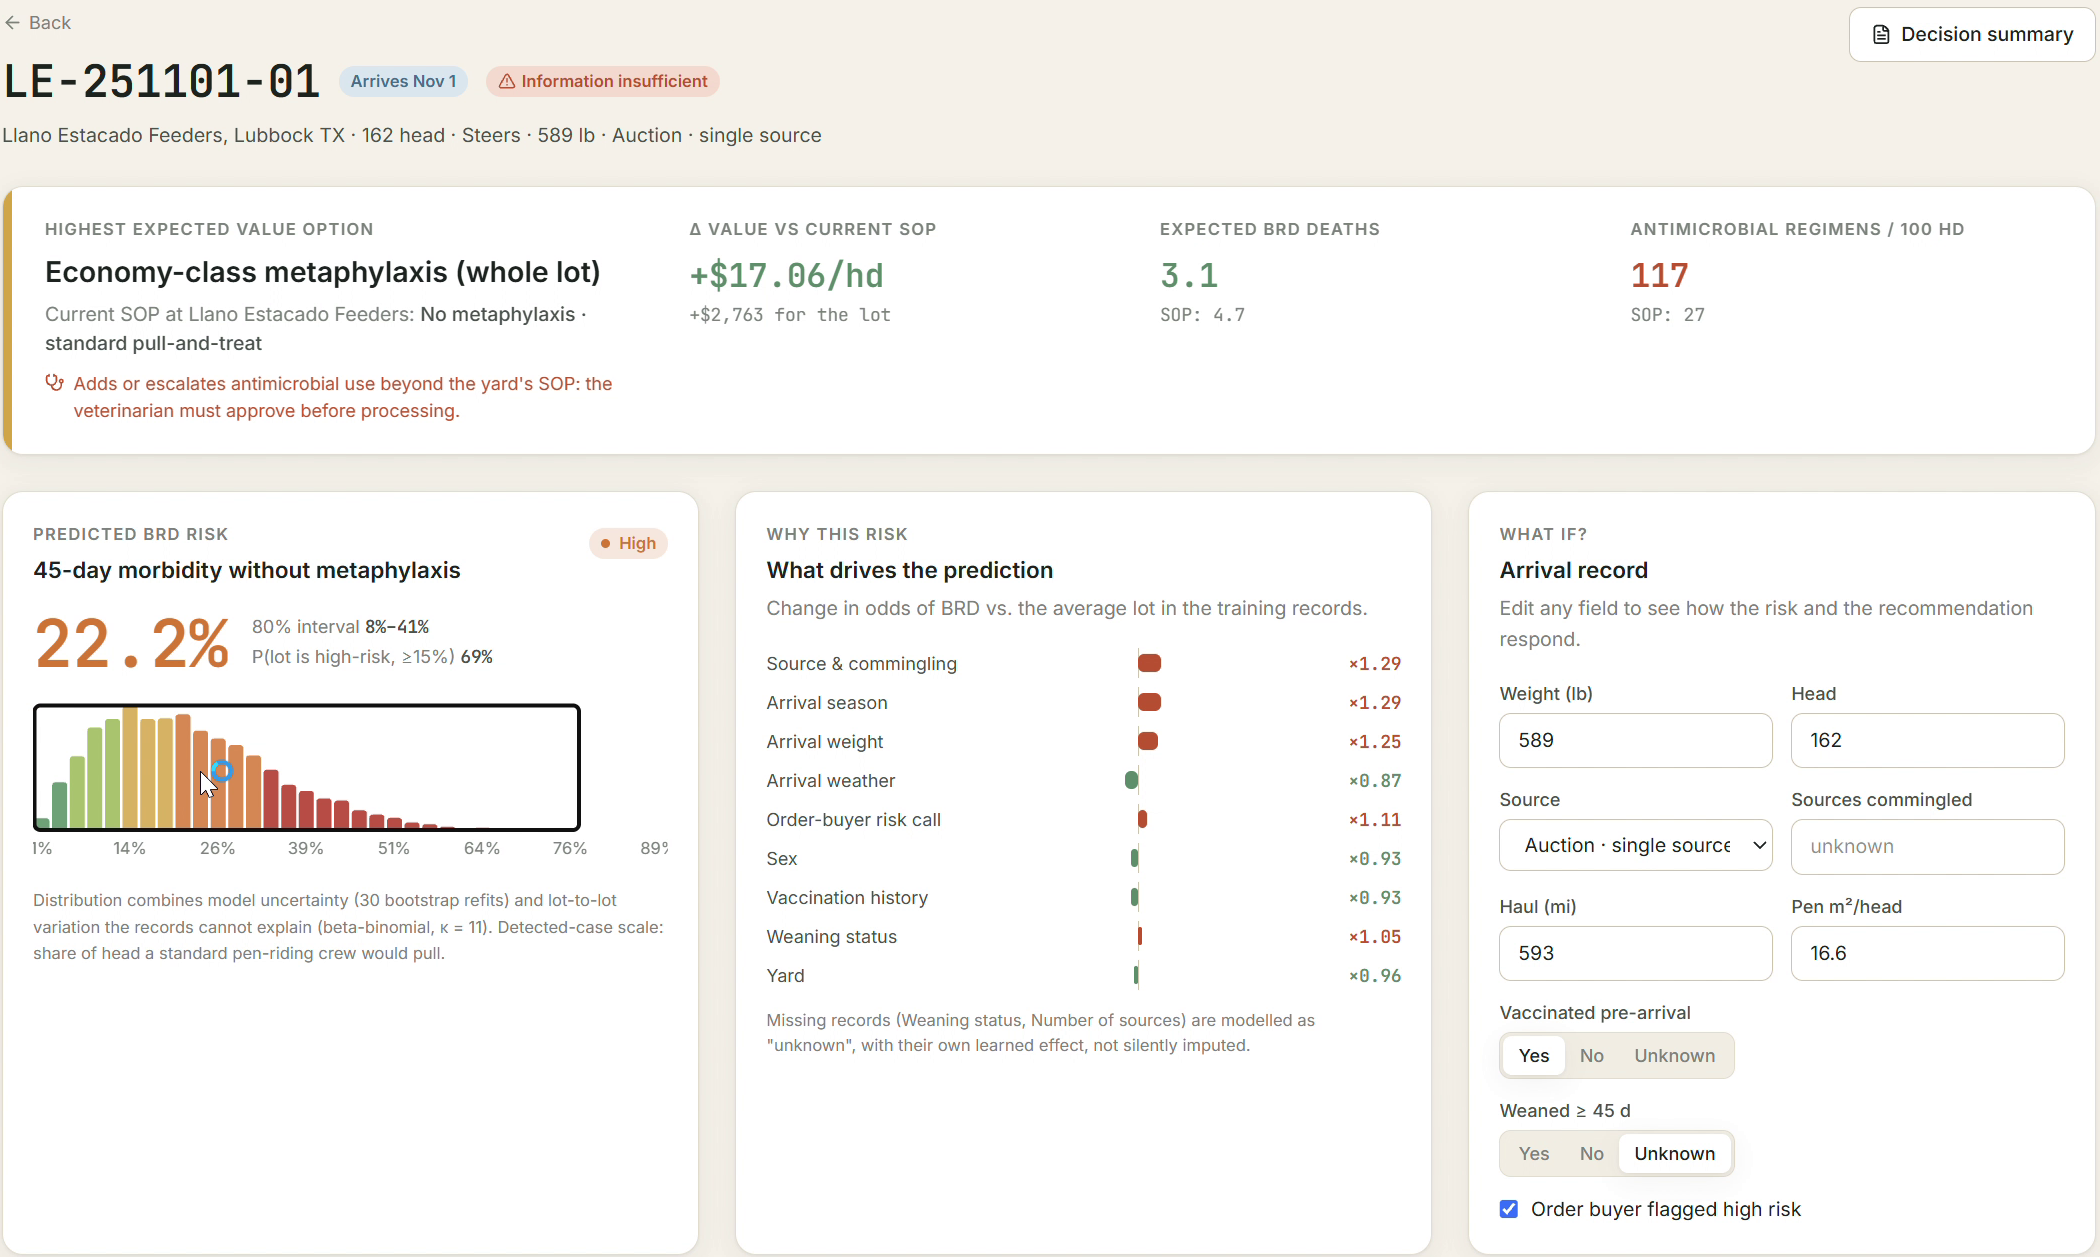 ← Back
Decision summary
LE-251101-01
Arrives Nov 1
Information insufficient
Llano Estacado Feeders, Lubbock TX · 162 head · Steers · 589 lb · Auction · single source
HIGHEST EXPECTED VALUE OPTION
Economy-class metaphylaxis (whole lot)
Current SOP at Llano Estacado Feeders: No metaphylaxis ·
standard pull-and-treat
Adds or escalates antimicrobial use beyond the yard's SOP: the
veterinarian must approve before processing.
Δ VALUE VS CURRENT SOP
+$17.06/hd
+$2,763 for the lot
EXPECTED BRD DEATHS
3.1
SOP: 4.7
ANTIMICROBIAL REGIMENS / 100 HD
117
SOP: 27
PREDICTED BRD RISK
High
45-day morbidity without metaphylaxis
22.2%
80% interval 8%–41%
P(lot is high-risk, ≥15%) 69%
1% 14% 26% 39% 51% 64% 76% 89%
Distribution combines model uncertainty (30 bootstrap refits) and lot-to-lot
variation the records cannot explain (beta-binomial, κ = 11). Detected-case scale:
share of head a standard pen-riding crew would pull.
WHY THIS RISK
What drives the prediction
Change in odds of BRD vs. the average lot in the training records.
Source & commingling ×1.29
Arrival season ×1.29
Arrival weight ×1.25
Arrival weather ×0.87
Order-buyer risk call ×1.11
Sex ×0.93
Vaccination history ×0.93
Weaning status ×1.05
Yard ×0.96
Missing records (Weaning status, Number of sources) are modelled as
"unknown", with their own learned effect, not silently imputed.
WHAT IF?
Arrival record
Edit any field to see how the risk and the recommendation
respond.
Weight (lb) Head
589 162
Source Sources commingled
Auction · single source unknown
Haul (mi) Pen m²/head
593 16.6
Vaccinated pre-arrival
Yes No Unknown
Weaned ≥ 45 d
Yes No Unknown
Order buyer flagged high risk